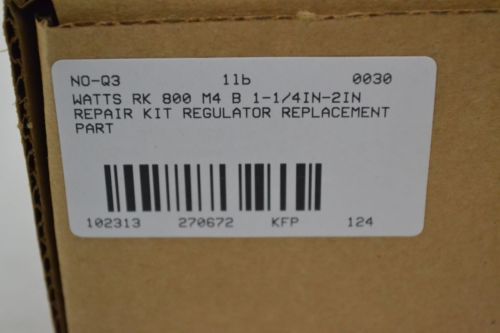 NO-Q3 1lb 0030
WATTS RK 800 M4 B 1-1/4IN-2IN
REPAIR KIT REGULATOR REPLACEMENT
PART
102313 270672 KFP 124